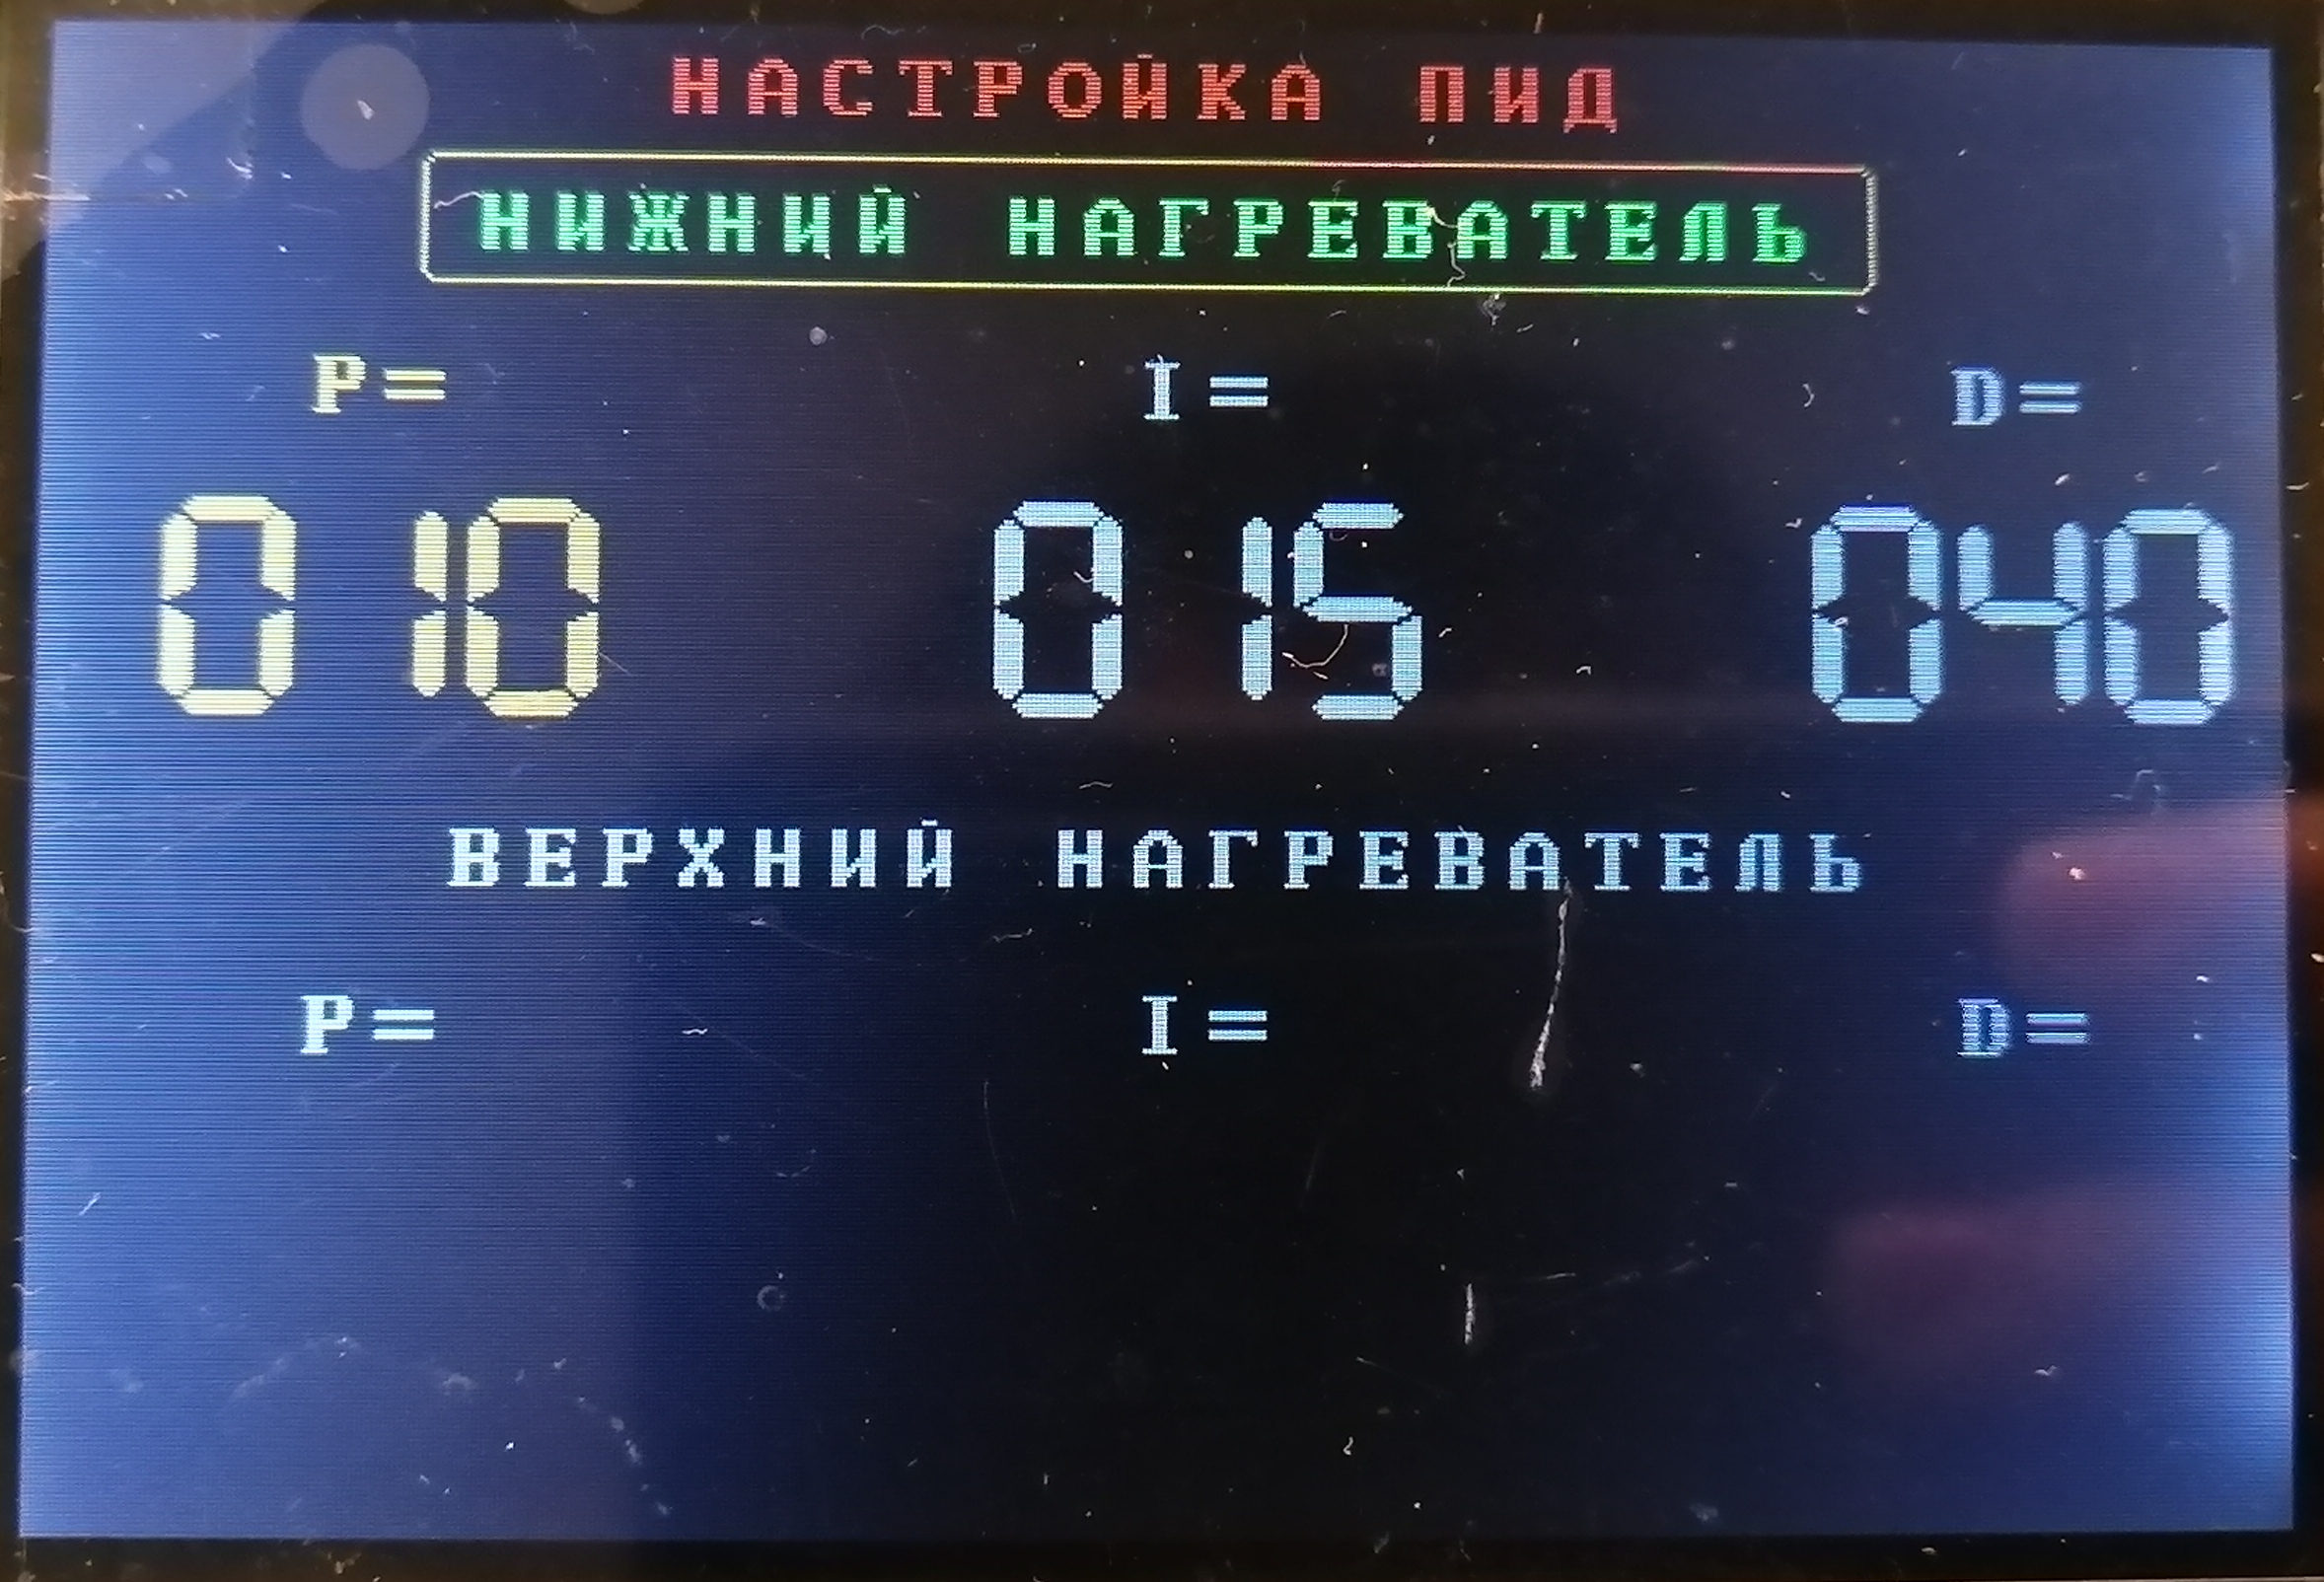 НАСТРОЙКА ПИД
НИЖНИЙ НАГРЕВАТЕЛЬ
P= I= D=
010 015 040
ВЕРХНИЙ НАГРЕВАТЕЛЬ
P= I= D=